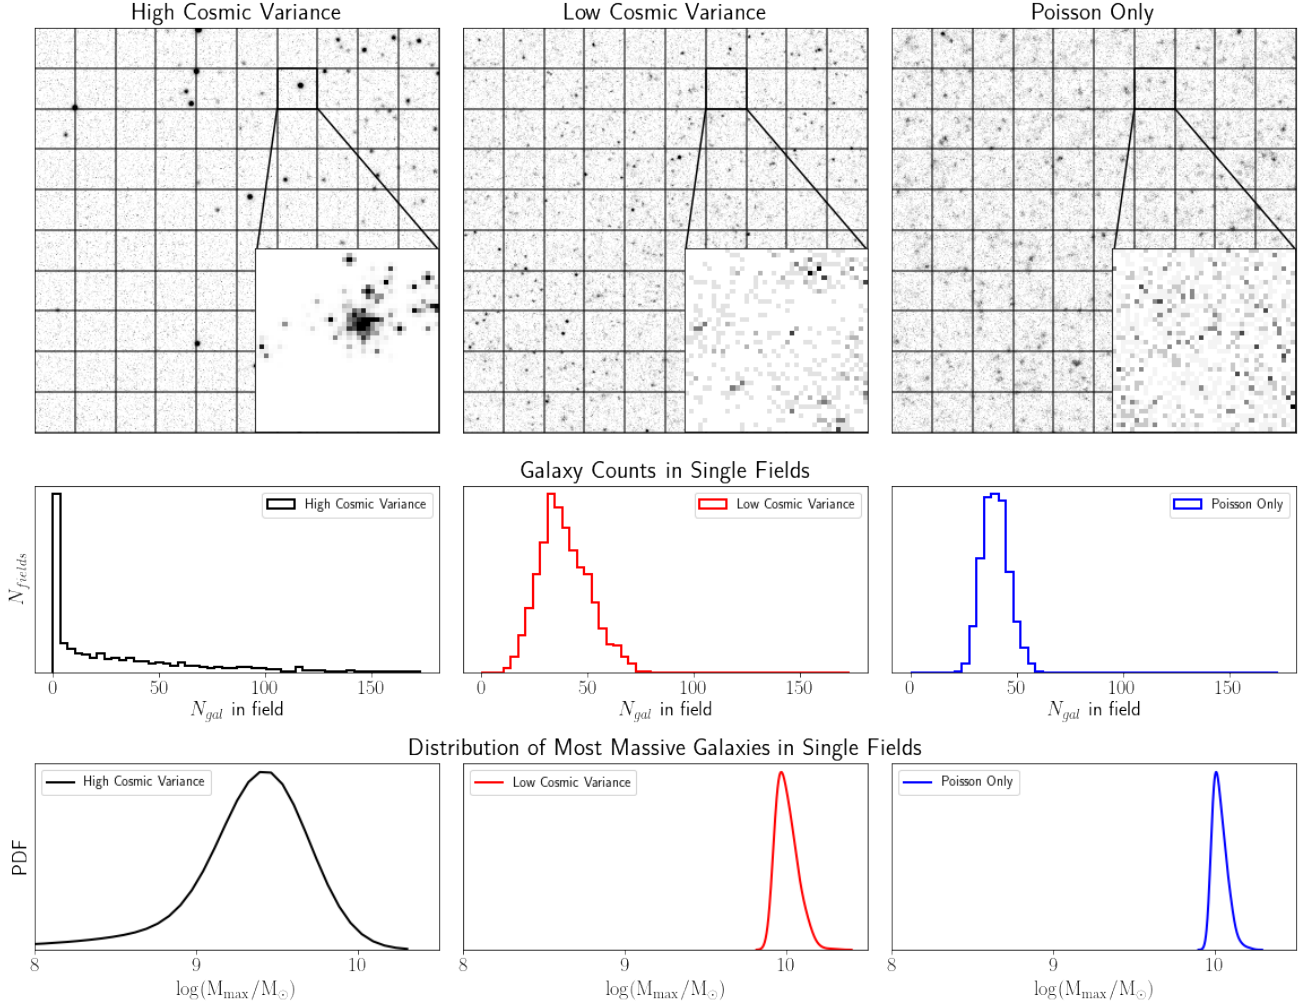 High Cosmic Variance Low Cosmic Variance Poisson Only
Galaxy Counts in Single Fields
High Cosmic Variance Low Cosmic Variance Poisson Only
N_fields
0 50 100 150 0 50 100 150 0 50 100 150
N_gal in field N_gal in field N_gal in field
Distribution of Most Massive Galaxies in Single Fields
High Cosmic Variance Low Cosmic Variance Poisson Only
PDF
8 9 10 8 9 10 8 9 10
log(M_max/M_⊙) log(M_max/M_⊙) log(M_max/M_⊙)